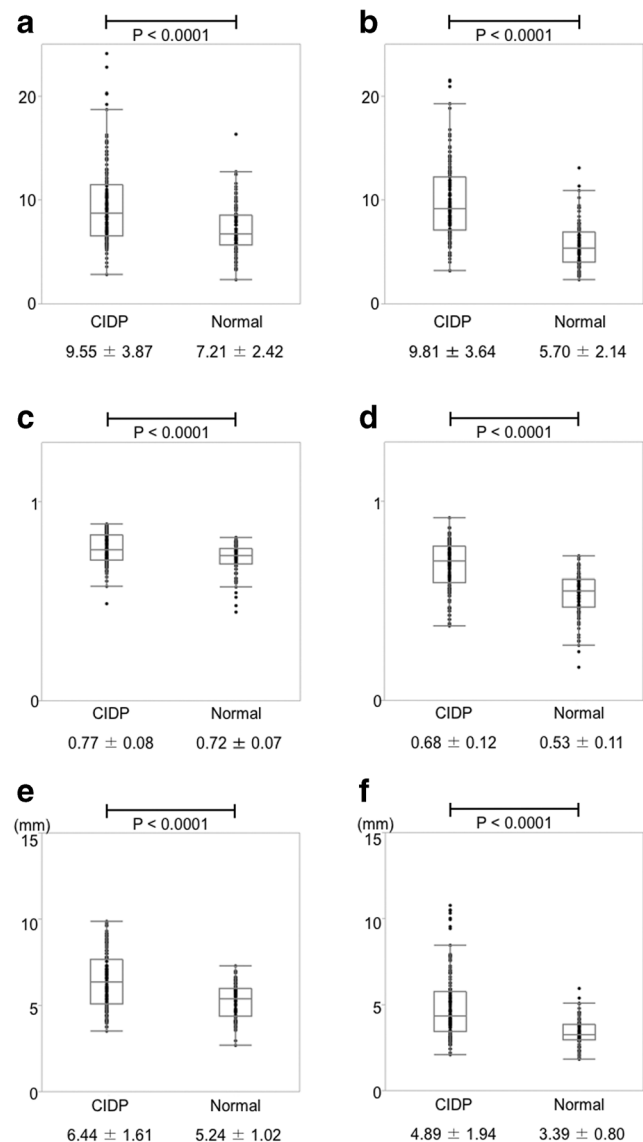 a
P < 0.0001
20
10
0
CIDP Normal
9.55 ± 3.87 7.21 ± 2.42
b
P < 0.0001
20
10
0
CIDP Normal
9.81 ± 3.64 5.70 ± 2.14
c
P < 0.0001
1
0
CIDP Normal
0.77 ± 0.08 0.72 ± 0.07
d
P < 0.0001
1
0
CIDP Normal
0.68 ± 0.12 0.53 ± 0.11
e
(mm)
P < 0.0001
15
10
5
0
CIDP Normal
6.44 ± 1.61 5.24 ± 1.02
f
(mm)
P < 0.0001
15
10
5
0
CIDP Normal
4.89 ± 1.94 3.39 ± 0.80